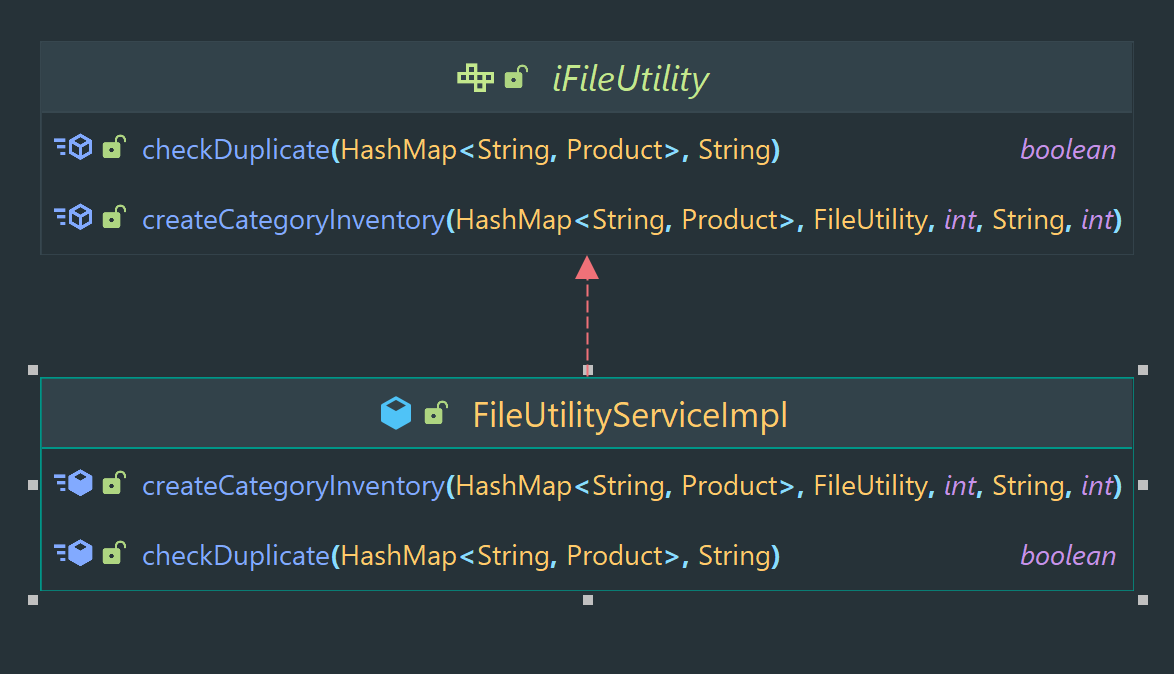 iFileUtility
checkDuplicate(HashMap<String, Product>, String) boolean
createCategoryInventory(HashMap<String, Product>, FileUtility, int, String, int)
FileUtilityServiceImpl
createCategoryInventory(HashMap<String, Product>, FileUtility, int, String, int)
checkDuplicate(HashMap<String, Product>, String) boolean